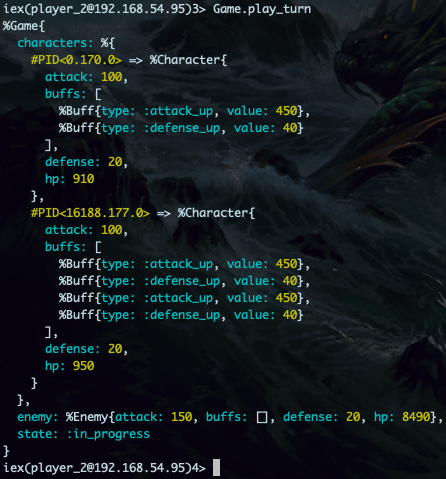 iex(player_2@192.168.54.95)3> Game.play_turn
%Game{
  characters: %{
    #PID<0.170.0> => %Character{
      attack: 100,
      buffs: [
        %Buff{type: :attack_up, value: 450},
        %Buff{type: :defense_up, value: 40}
      ],
      defense: 20,
      hp: 910
    },
    #PID<16188.177.0> => %Character{
      attack: 100,
      buffs: [
        %Buff{type: :attack_up, value: 450},
        %Buff{type: :defense_up, value: 40},
        %Buff{type: :attack_up, value: 450},
        %Buff{type: :defense_up, value: 40}
      ],
      defense: 20,
      hp: 950
    }
  },
  enemy: %Enemy{attack: 150, buffs: [], defense: 20, hp: 8490},
  state: :in_progress
}
iex(player_2@192.168.54.95)4>